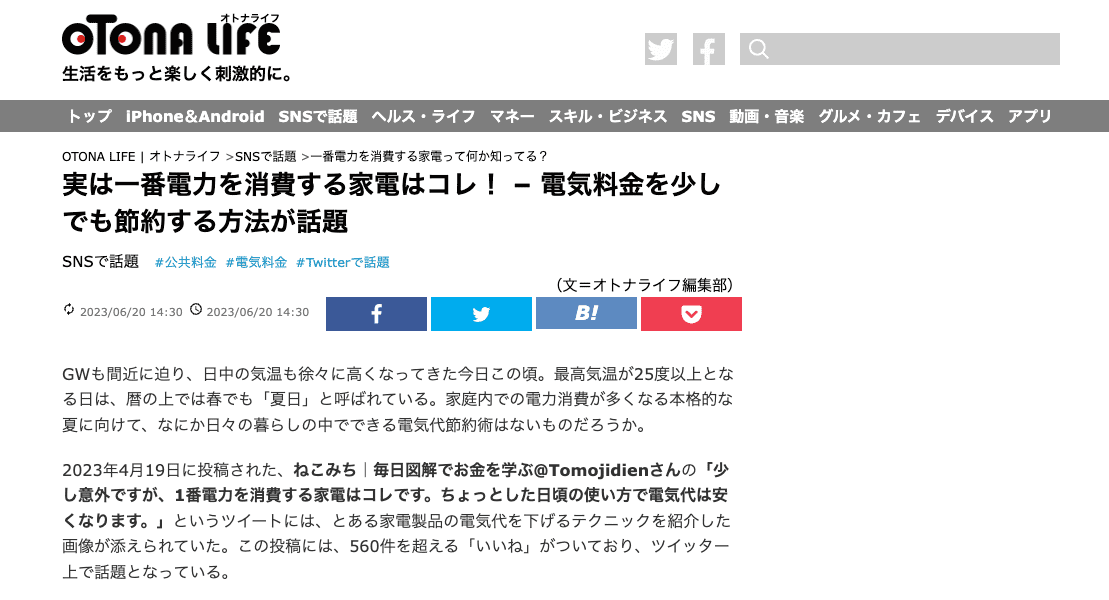 オトナライフ
OTONA LIFE
生活をもっと楽しく刺激的に。
トップ iPhone&Android SNSで話題 ヘルス・ライフ マネー スキル・ビジネス SNS 動画・音楽 グルメ・カフェ デバイス アプリ
OTONA LIFE | オトナライフ >SNSで話題 >一番電力を消費する家電って何か知ってる？
実は一番電力を消費する家電はコレ！ – 電気料金を少し
でも節約する方法が話題
SNSで話題 #公共料金 #電気料金 #Twitterで話題
（文＝オトナライフ編集部）
2023/06/20 14:30 2023/06/20 14:30
B!
GWも間近に迫り、日中の気温も徐々に高くなってきた今日この頃。最高気温が25度以上とな
る日は、暦の上では春でも「夏日」と呼ばれている。家庭内での電力消費が多くなる本格的な
夏に向けて、なにか日々の暮らしの中でできる電気代節約術はないものだろうか。
2023年4月19日に投稿された、ねこみち｜毎日図解でお金を学ぶ@Tomojidienさんの「少
し意外ですが、1番電力を消費する家電はコレです。ちょっとした日頃の使い方で電気代は安
くなります。」というツイートには、とある家電製品の電気代を下げるテクニックを紹介した
画像が添えられていた。この投稿には、560件を超える「いいね」がついており、ツイッター
上で話題となっている。